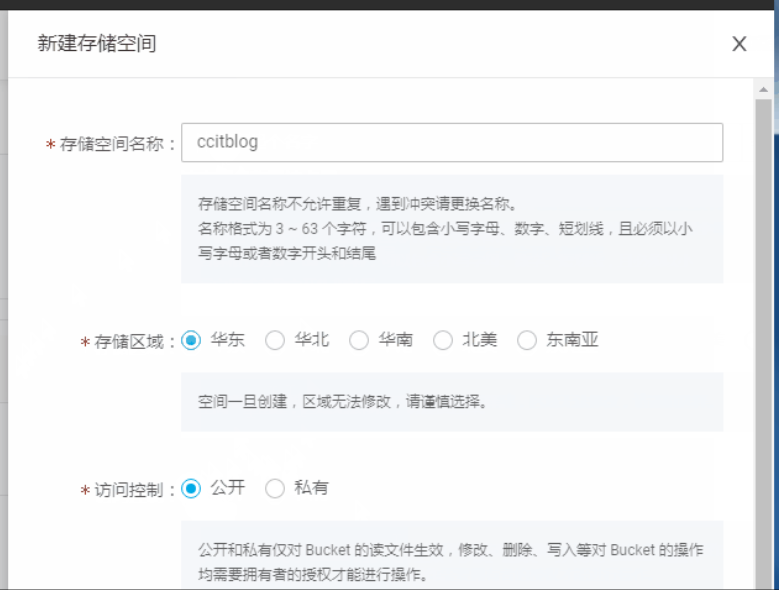 新建存储空间
X
* 存储空间名称： ccitblog
存储空间名称不允许重复，遇到冲突请更换名称。
名称格式为 3 ~ 63 个字符，可以包含小写字母、数字、短划线，且必须以小
写字母或者数字开头和结尾
* 存储区域： 华东 华北 华南 北美 东南亚
空间一旦创建，区域无法修改，请谨慎选择。
* 访问控制： 公开 私有
公开和私有仅对 Bucket 的读文件生效，修改、删除、写入等对 Bucket 的操作
均需要拥有者的授权才能进行操作。